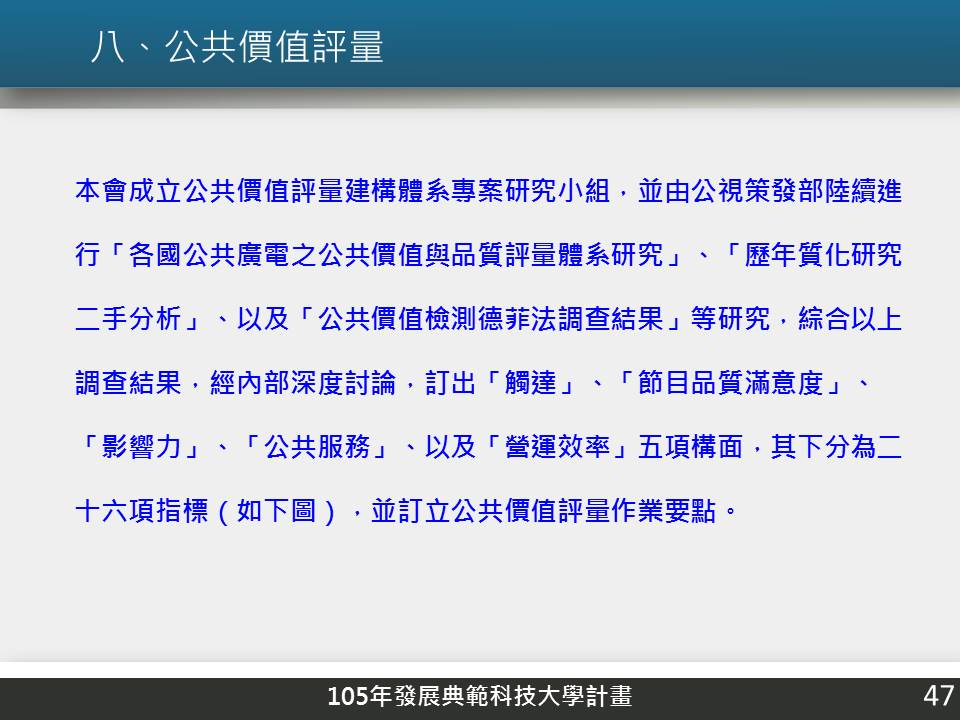 八、公共價值評量
本會成立公共價值評量建構體系專案研究小組，並由公視策發部陸續進
行「各國公共廣電之公共價值與品質評量體系研究」、「歷年質化研究
二手分析」、以及「公共價值檢測德菲法調查結果」等研究，綜合以上
調查結果，經內部深度討論，訂出「觸達」、「節目品質滿意度」、
「影響力」、「公共服務」、以及「營運效率」五項構面，其下分為二
十六項指標（如下圖），並訂立公共價值評量作業要點。
105年發展典範科技大學計畫
47